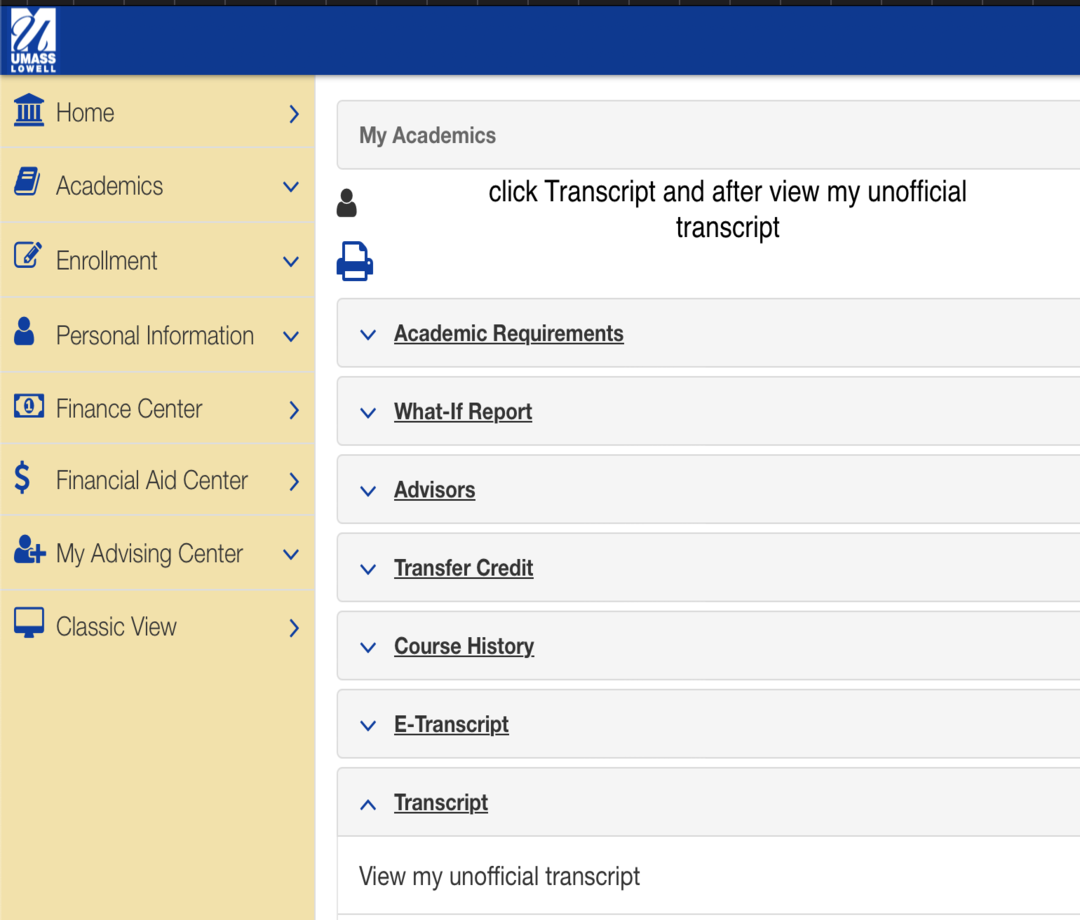 UMASS
LOWELL
Home
Academics
Enrollment
Personal Information
Finance Center
Financial Aid Center
My Advising Center
Classic View
My Academics
click Transcript and after view my unofficial
transcript
Academic Requirements
What-If Report
Advisors
Transfer Credit
Course History
E-Transcript
Transcript
View my unofficial transcript